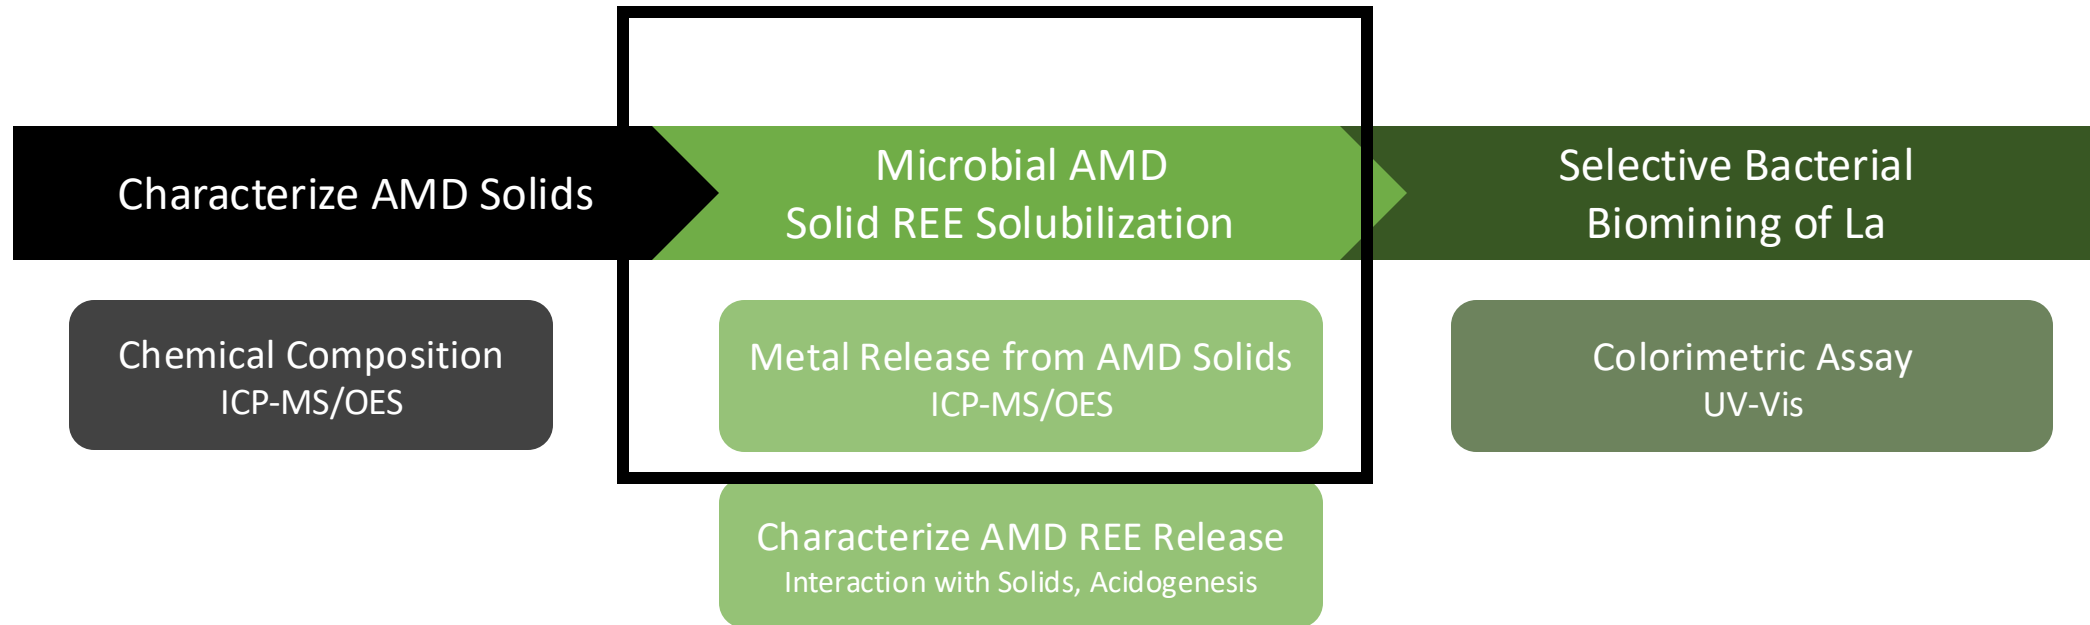 Characterize AMD Solids
Microbial AMD
Solid REE Solubilization
Selective Bacterial
Biomining of La
Chemical Composition
ICP-MS/OES
Metal Release from AMD Solids
ICP-MS/OES
Colorimetric Assay
UV-Vis
Characterize AMD REE Release
Interaction with Solids, Acidogenesis